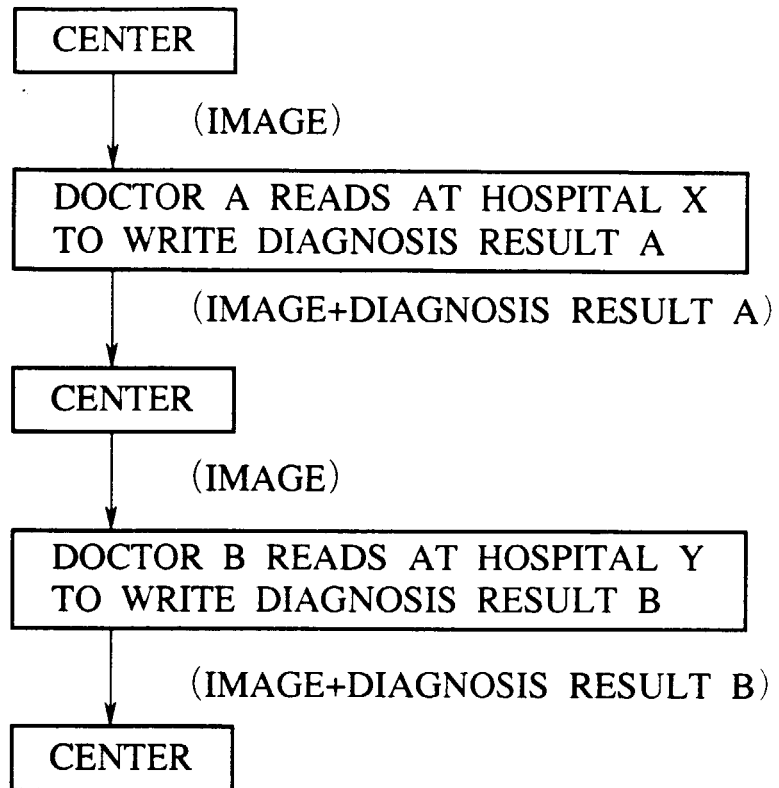 CENTER
(IMAGE)
DOCTOR A READS AT HOSPITAL X
TO WRITE DIAGNOSIS RESULT A
(IMAGE+DIAGNOSIS RESULT A)
CENTER
(IMAGE)
DOCTOR B READS AT HOSPITAL Y
TO WRITE DIAGNOSIS RESULT B
(IMAGE+DIAGNOSIS RESULT B)
CENTER